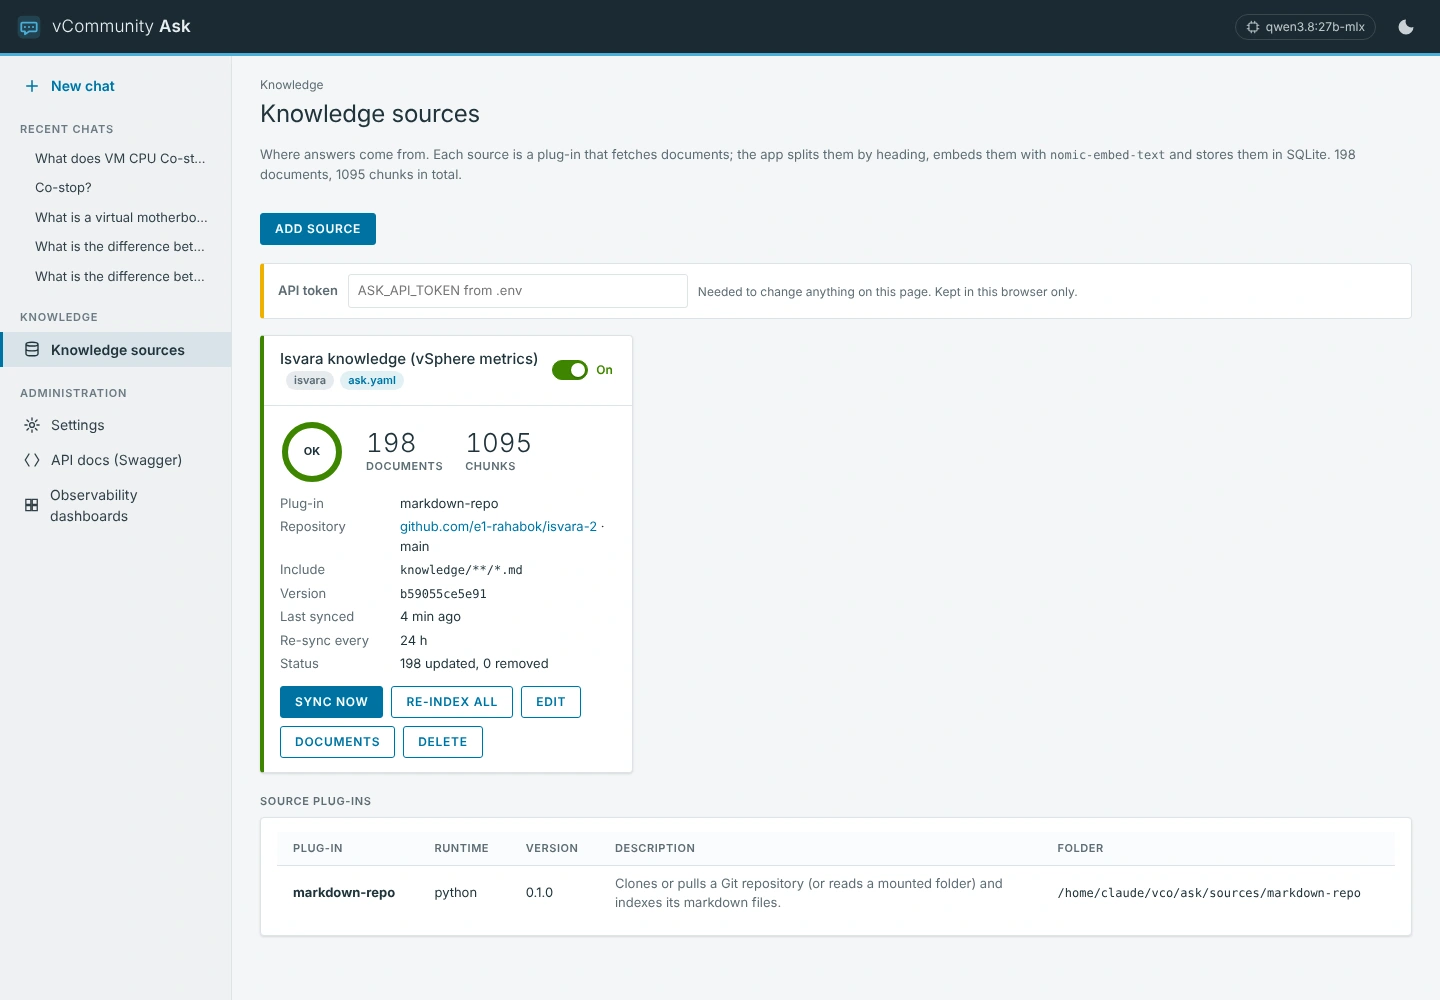 vCommunity Ask
qwen3.8:27b-mlx
New chat
RECENT CHATS
What does VM CPU Co-st...
Co-stop?
What is a virtual motherbo...
What is the difference bet...
What is the difference bet...
KNOWLEDGE
Knowledge sources
ADMINISTRATION
Settings
API docs (Swagger)
Observability
dashboards
Knowledge
Knowledge sources
Where answers come from. Each source is a plug-in that fetches documents; the app splits them by heading, embeds them with nomic-embed-text and stores them in SQLite. 198
documents, 1095 chunks in total.
ADD SOURCE
API token ASK_API_TOKEN from .env Needed to change anything on this page. Kept in this browser only.
Isvara knowledge (vSphere metrics)
isvara ask.yaml
On
OK
198 1095
DOCUMENTS CHUNKS
Plug-in markdown-repo
Repository github.com/e1-rahabok/isvara-2 ·
main
Include knowledge/**/*.md
Version b59055ce5e91
Last synced 4 min ago
Re-sync every 24 h
Status 198 updated, 0 removed
SYNC NOW RE-INDEX ALL EDIT
DOCUMENTS DELETE
SOURCE PLUG-INS
PLUG-IN RUNTIME VERSION DESCRIPTION FOLDER
markdown-repo python 0.1.0 Clones or pulls a Git repository (or reads a mounted folder) and
indexes its markdown files.
/home/claude/vco/ask/sources/markdown-repo